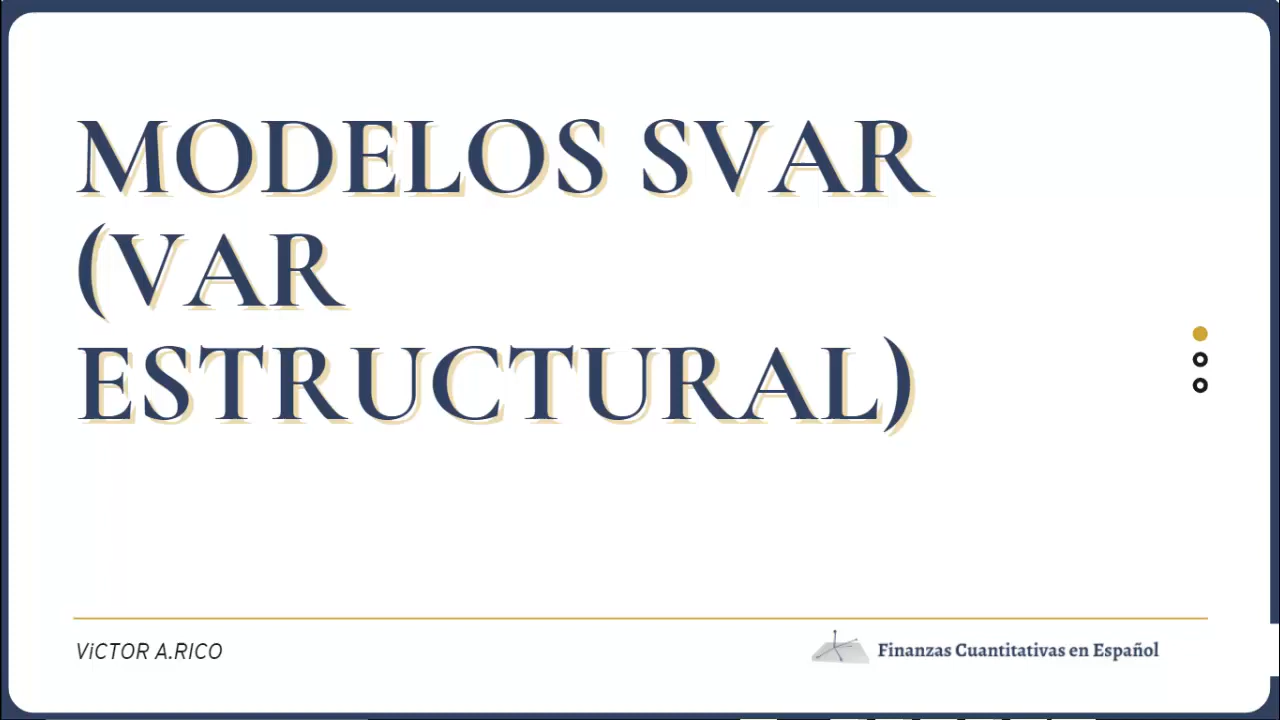 MODELOS SVAR
(VAR
ESTRUCTURAL)
ViCTOR A.RICO
Finanzas Cuantitativas en Español